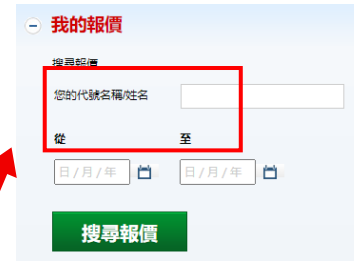 我的報價
搜尋報價
您的代號名稱/姓名
從 至
日/月/年 日/月/年
搜尋報價